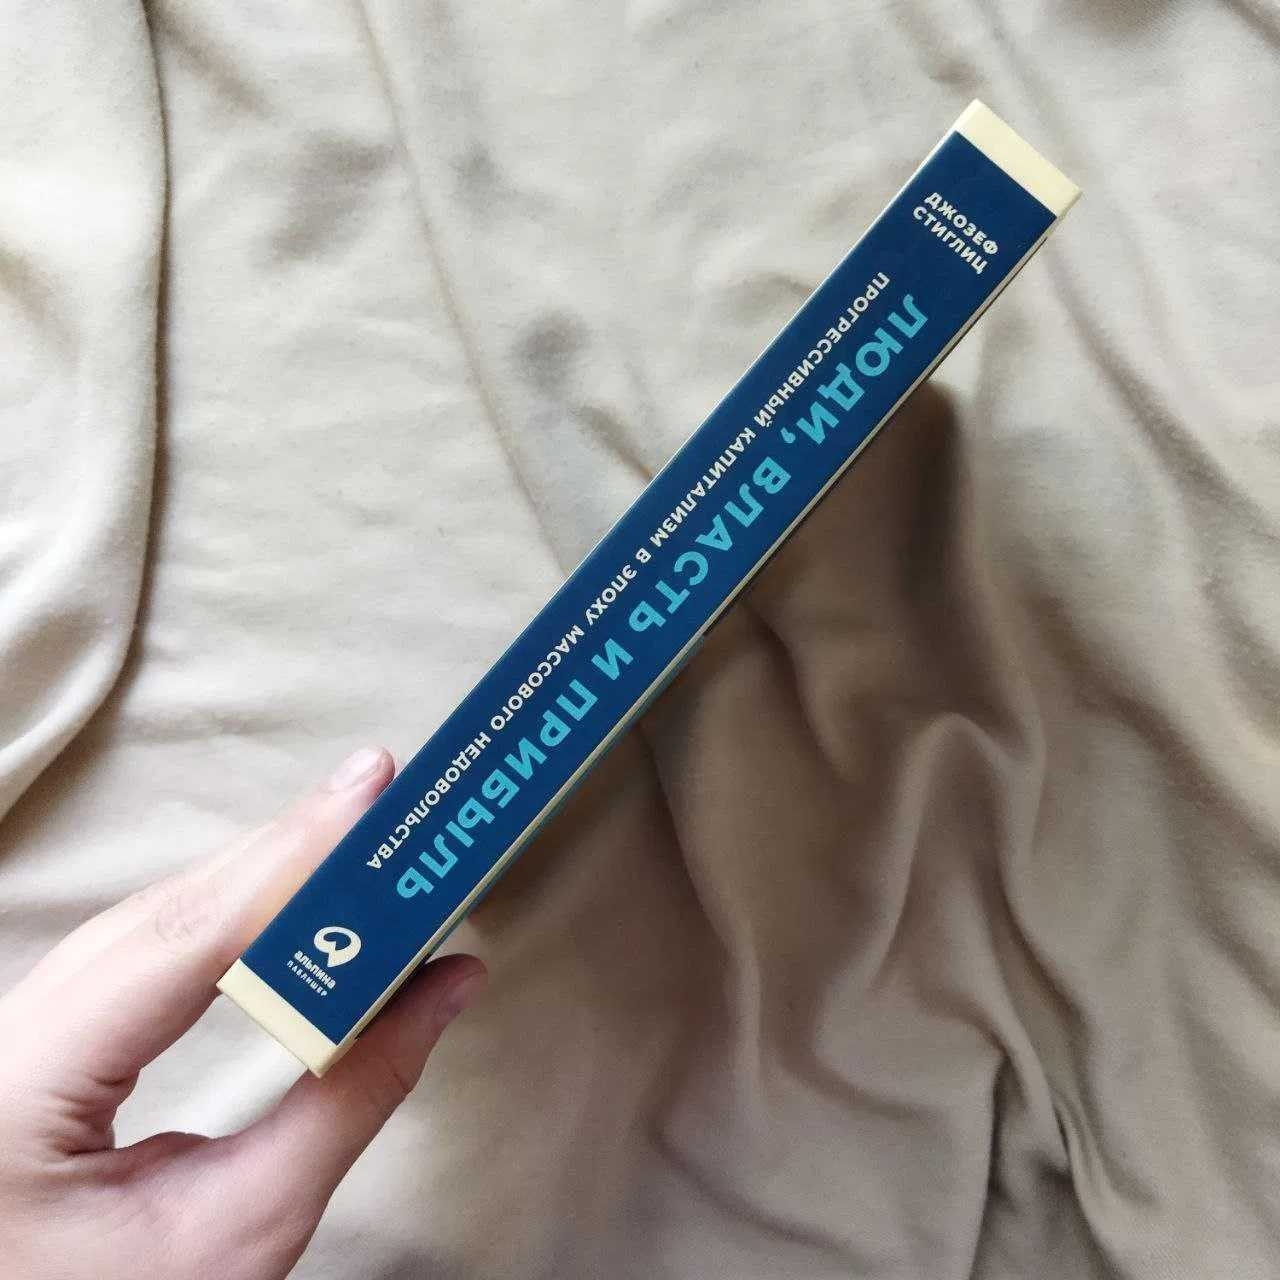 ДЖОЗЕФ
СТИГЛИЦ
ЛЮДИ, ВЛАСТЬ И ПРИБЫЛЬ
ПРОГРЕССИВНЫЙ КАПИТАЛИЗМ В ЭПОХУ МАССОВОГО НЕДОВОЛЬСТВА
альпина
ПАБЛИШЕР